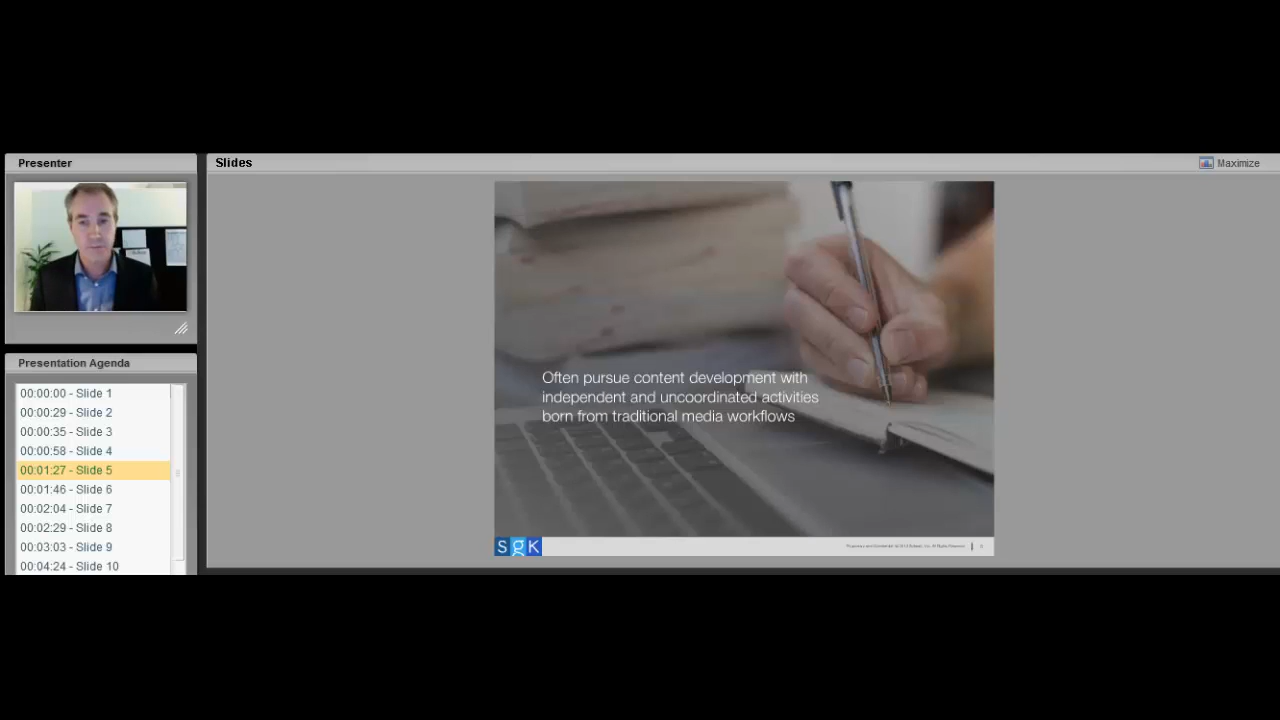 Presenter
Slides
Maximize
Presentation Agenda
00:00:00 - Slide 1
00:00:29 - Slide 2
00:00:35 - Slide 3
00:00:58 - Slide 4
00:01:27 - Slide 5
00:01:46 - Slide 6
00:02:04 - Slide 7
00:02:29 - Slide 8
00:03:03 - Slide 9
00:04:24 - Slide 10
Often pursue content development with
independent and uncoordinated activities
born from traditional media workflows
SgK